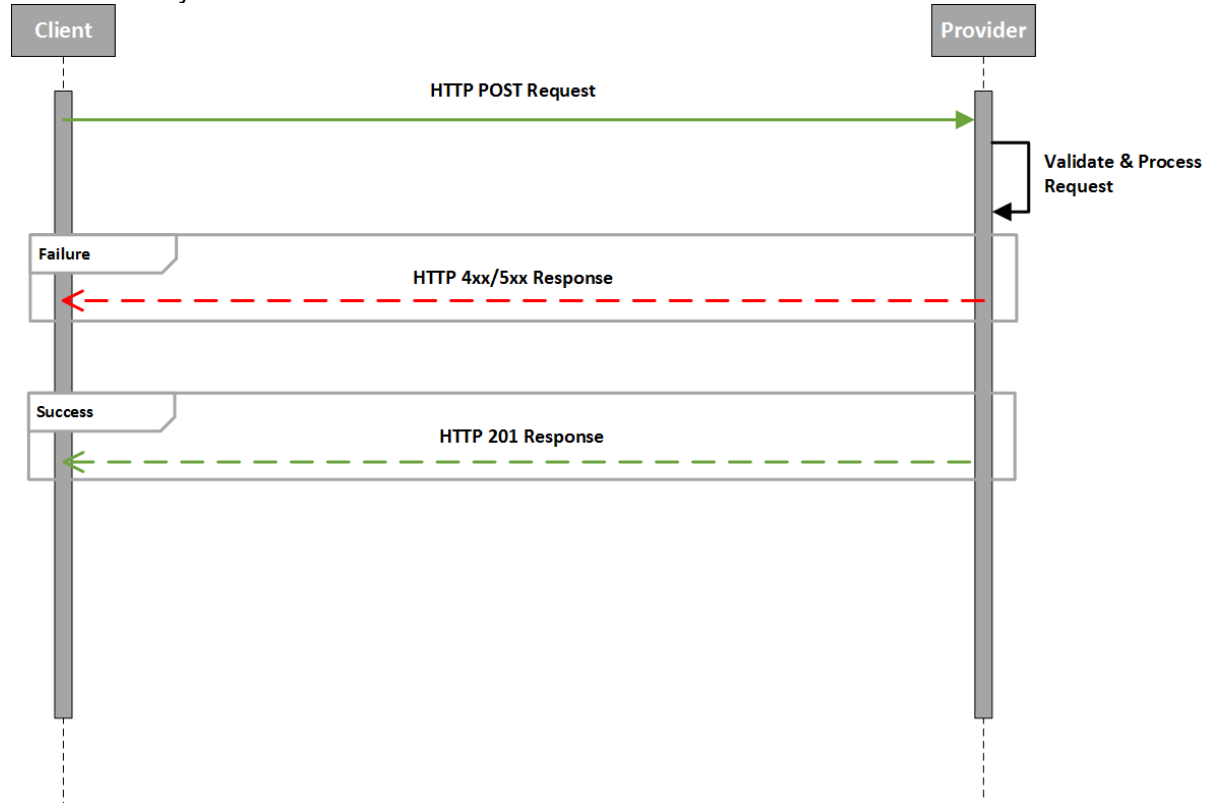 Client
Provider
HTTP POST Request
Validate & Process
Request
Failure
HTTP 4xx/5xx Response
Success
HTTP 201 Response